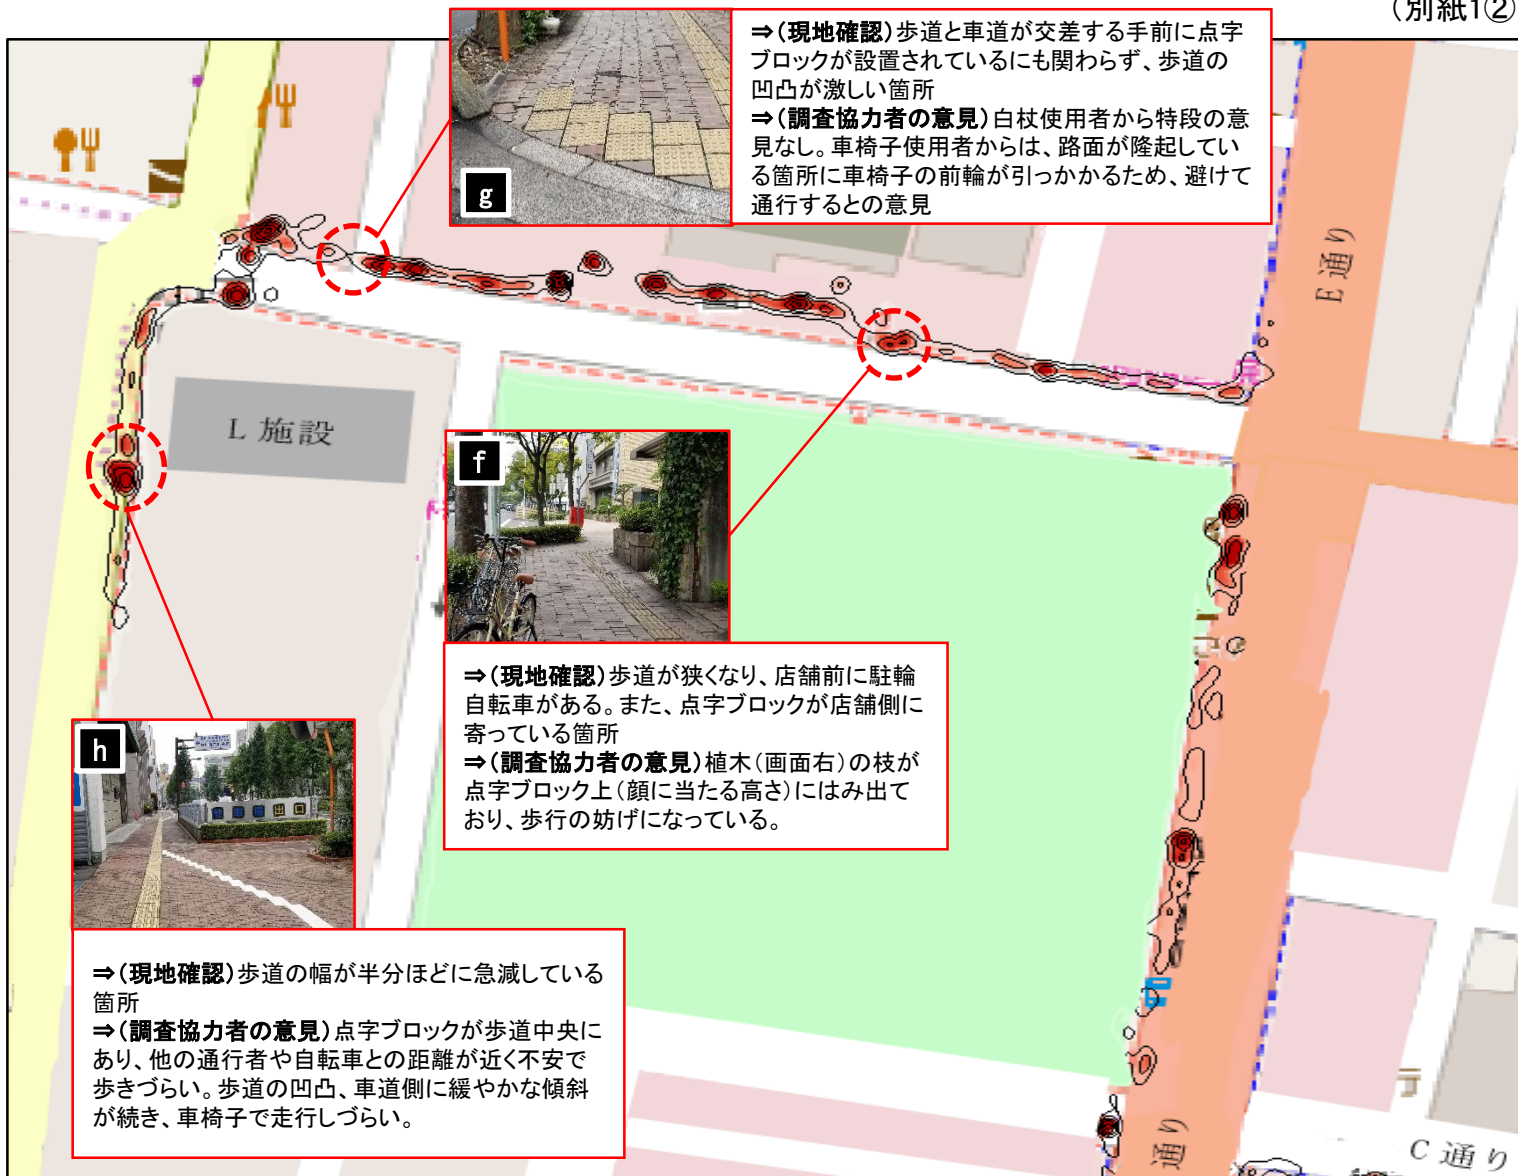 (別紙1②)
⇒(現地確認)歩道と車道が交差する手前に点字
ブロックが設置されているにも関わらず、歩道の
凹凸が激しい箇所
⇒(調査協力者の意見)白杖使用者から特段の意
見なし。車椅子使用者からは、路面が隆起してい
る箇所に車椅子の前輪が引っかかるため、避けて
通行するとの意見
g
E通り
L 施設
f
⇒(現地確認)歩道が狭くなり、店舗前に駐輪
自転車がある。また、点字ブロックが店舗側に
寄っている箇所
⇒(調査協力者の意見)植木(画面右)の枝が
点字ブロック上(顔に当たる高さ)にはみ出て
おり、歩行の妨げになっている。
h
⇒(現地確認)歩道の幅が半分ほどに急減している
箇所
⇒(調査協力者の意見)点字ブロックが歩道中央に
あり、他の通行者や自転車との距離が近く不安で
歩きづらい。歩道の凹凸、車道側に緩やかな傾斜
が続き、車椅子で走行しづらい。
通り
C通り